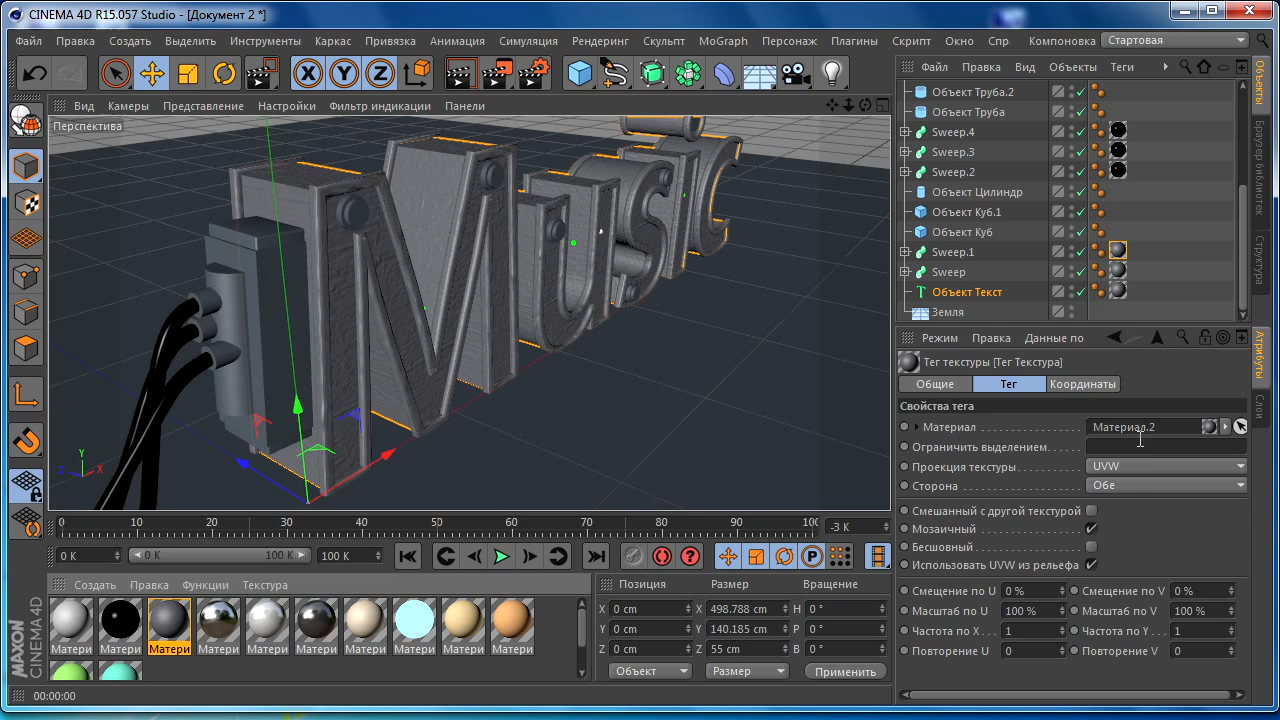 CINEMA 4D R15.057 Studio - [Документ 2 *]
Файл Правка Создать Выделить Инструменты Каркас Привязка Анимация Симуляция Рендеринг Скульпт MoGraph Персонаж Плагины Скрипт Окно Спр Компоновка Стартовая
X Y Z
Файл Правка Вид Объекты Теги
Вид Камеры Представление Настройки Фильтр индикации Панели
Перспектива
Music
Объект Труба.2
Объект Труба
Sweep.4
Sweep.3
Sweep.2
Объект Цилиндр
Объект Куб.1
Объект Куб
Sweep.1
Sweep
Объект Текст
Земля
Объекты
Браузер библиотек
Структура
Режим Правка Данные по
Тег текстуры [Тег Текстура]
Общие Тег Координаты
Свойства тега
Материал Материал.2
Ограничить выделением
Проекция текстуры UVW
Сторона Обе
Смешанный с другой текстурой
Мозаичный
Бесшовный
Использовать UVW из рельефа
Смещение по U 0 % Смещение по V 0 %
Масштаб по U 100 % Масштаб по V 100 %
Частота по X 1 Частота по Y 1
Повторение U 0 Повторение V 0
Атрибуты
Слои
Y
Z X
0 10 20 30 40 50 60 70 80 90 100 -3 K
0 K 0 K 100 K 100 K
P
Создать Правка Функции Текстура
Матери Матери Матери Матери Матери Матери Матери Матери Матери Матери
Позиция Размер Вращение
X 0 cm X 498.788 cm H 0 °
Y 0 cm Y 140.185 cm P 0 °
Z 0 cm Z 55 cm B 0 °
Объект Размер Применить
MAXON
CINEMA 4D
00:00:00